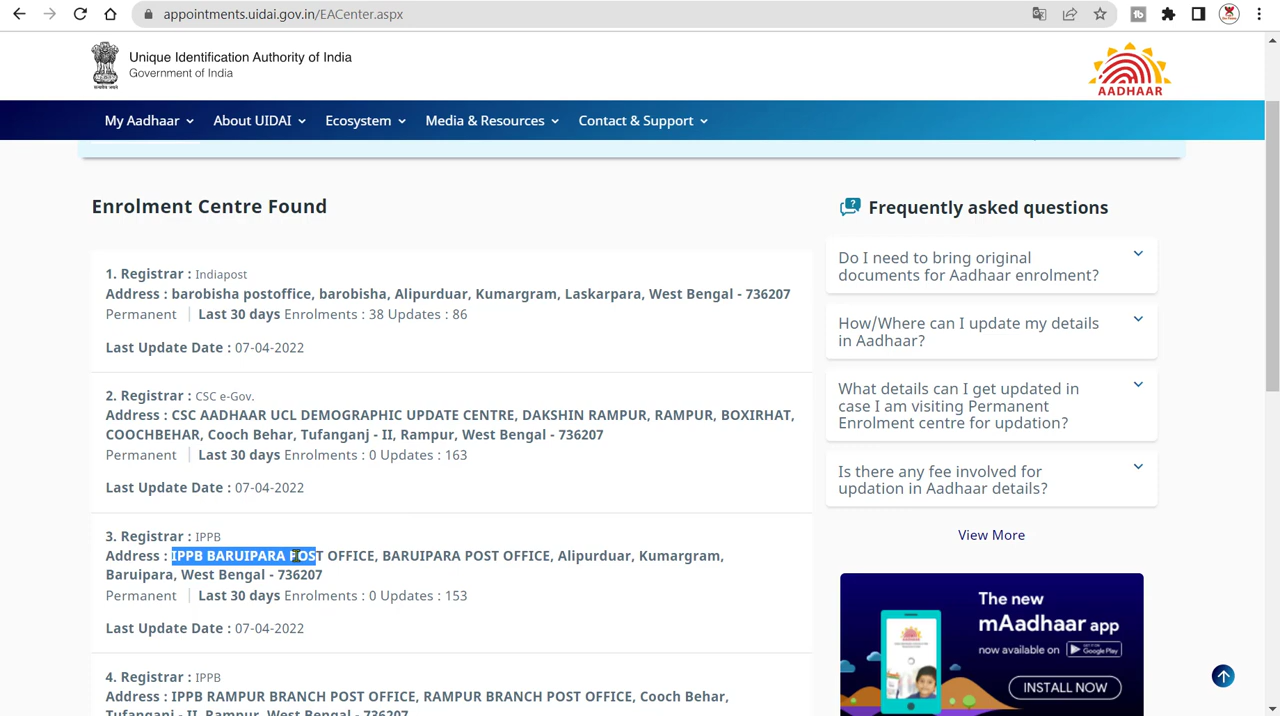 appointments.uidai.gov.in/EACenter.aspx
Unique Identification Authority of India
Government of India
AADHAAR
My Aadhaar
About UIDAI
Ecosystem
Media & Resources
Contact & Support
Enrolment Centre Found
1. Registrar : Indiapost
Address : barobisha postoffice, barobisha, Alipurduar, Kumargram, Laskarpara, West Bengal - 736207
Permanent | Last 30 days Enrolments : 38 Updates : 86
Last Update Date : 07-04-2022
2. Registrar : CSC e-Gov.
Address : CSC AADHAAR UCL DEMOGRAPHIC UPDATE CENTRE, DAKSHIN RAMPUR, RAMPUR, BOXIRHAT,
COOCHBEHAR, Cooch Behar, Tufanganj - II, Rampur, West Bengal - 736207
Permanent | Last 30 days Enrolments : 0 Updates : 163
Last Update Date : 07-04-2022
3. Registrar : IPPB
Address : IPPB BARUIPARA POST OFFICE, BARUIPARA POST OFFICE, Alipurduar, Kumargram,
Baruipara, West Bengal - 736207
Permanent | Last 30 days Enrolments : 0 Updates : 153
Last Update Date : 07-04-2022
4. Registrar : IPPB
Address : IPPB RAMPUR BRANCH POST OFFICE, RAMPUR BRANCH POST OFFICE, Cooch Behar,
Tufanganj - II, Rampur, West Bengal - 736207
Frequently asked questions
Do I need to bring original
documents for Aadhaar enrolment?
How/Where can I update my details
in Aadhaar?
What details can I get updated in
case I am visiting Permanent
Enrolment centre for updation?
Is there any fee involved for
updation in Aadhaar details?
View More
The new
mAadhaar app
now available on Google Play
INSTALL NOW